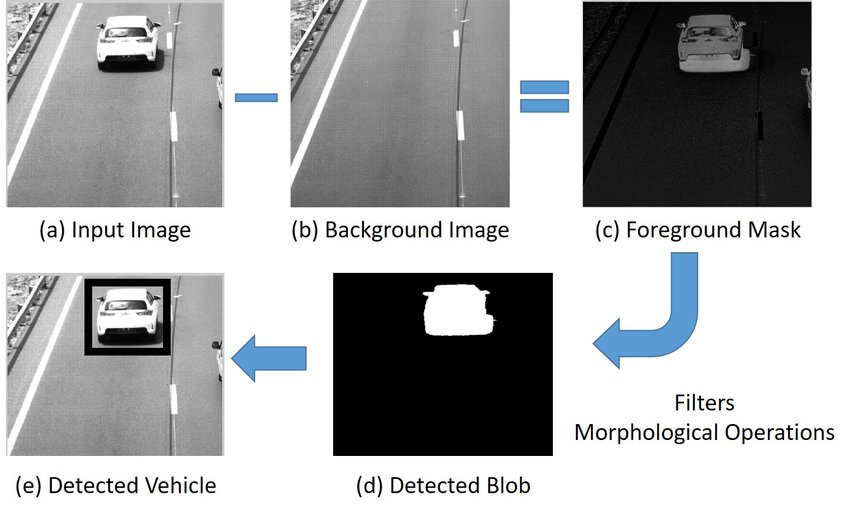 (a) Input Image
(b) Background Image
(c) Foreground Mask
Filters
Morphological Operations
(e) Detected Vehicle
(d) Detected Blob